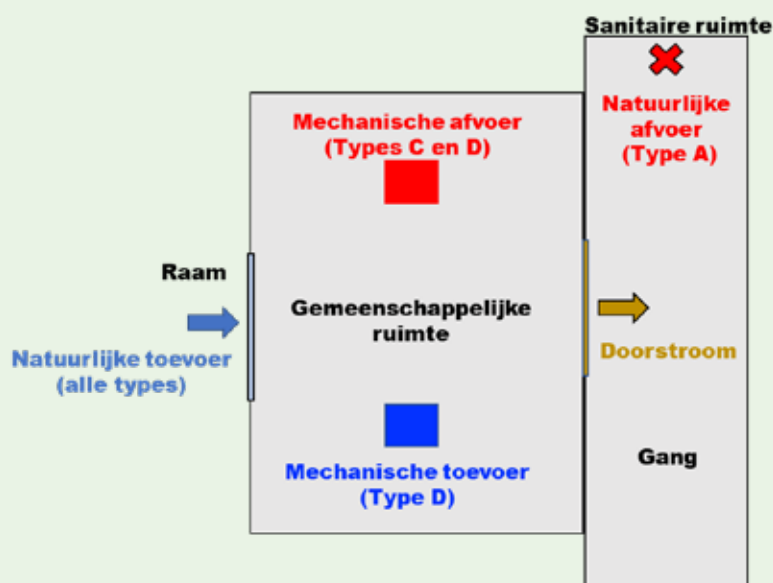 Sanitaire ruimte
Natuurlijke
afvoer
(Type A)
Mechanische afvoer
(Types C en D)
Raam
Natuurlijke toevoer
(alle types)
Gemeenschappelijke
ruimte
Doorstroom
Mechanische toevoer
(Type D)
Gang